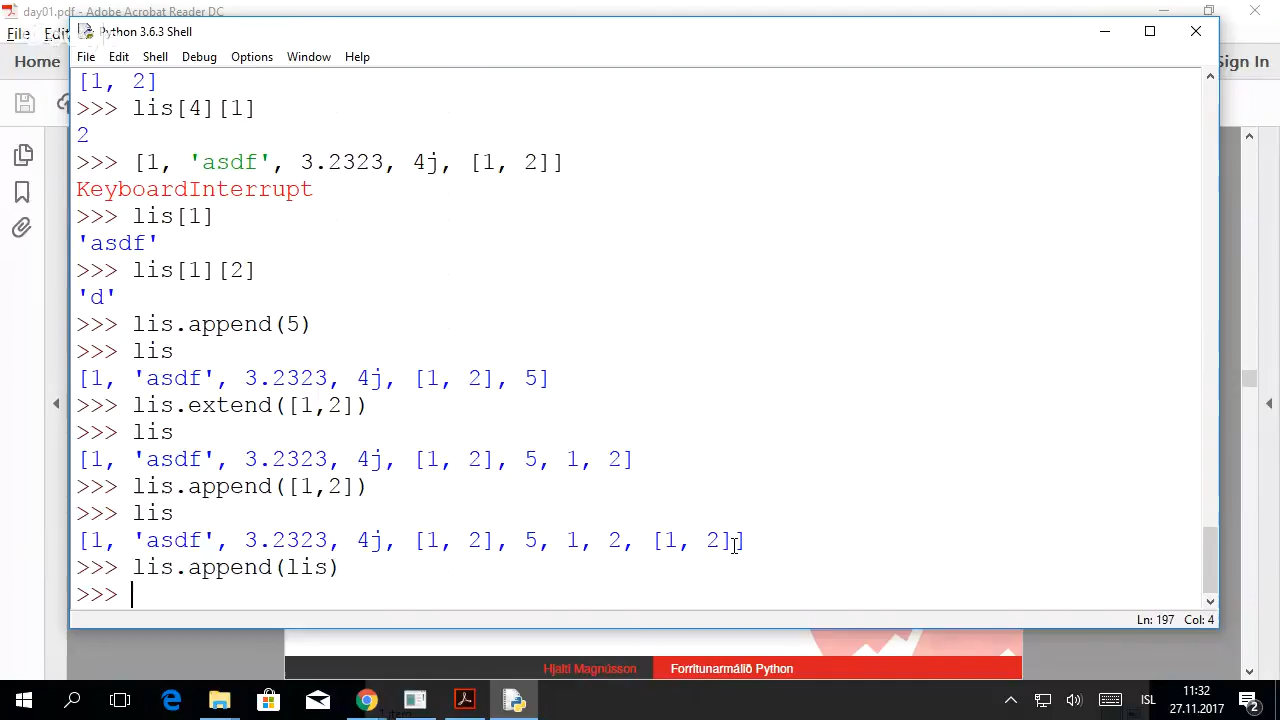 day01.pdf - Adobe Acrobat Reader DC
File Edit
Home
Sign In
Python 3.6.3 Shell
File Edit Shell Debug Options Window Help
[1, 2]
>>> lis[4][1]
2
>>> [1, 'asdf', 3.2323, 4j, [1, 2]]
KeyboardInterrupt
>>> lis[1]
'asdf'
>>> lis[1][2]
'd'
>>> lis.append(5)
>>> lis
[1, 'asdf', 3.2323, 4j, [1, 2], 5]
>>> lis.extend([1,2])
>>> lis
[1, 'asdf', 3.2323, 4j, [1, 2], 5, 1, 2]
>>> lis.append([1,2])
>>> lis
[1, 'asdf', 3.2323, 4j, [1, 2], 5, 1, 2, [1, 2]]
>>> lis.append(lis)
>>>
Ln: 197 Col: 4
Hjalti Magnússon Forritunarmálið Python
ISL
11:32
27.11.2017
2